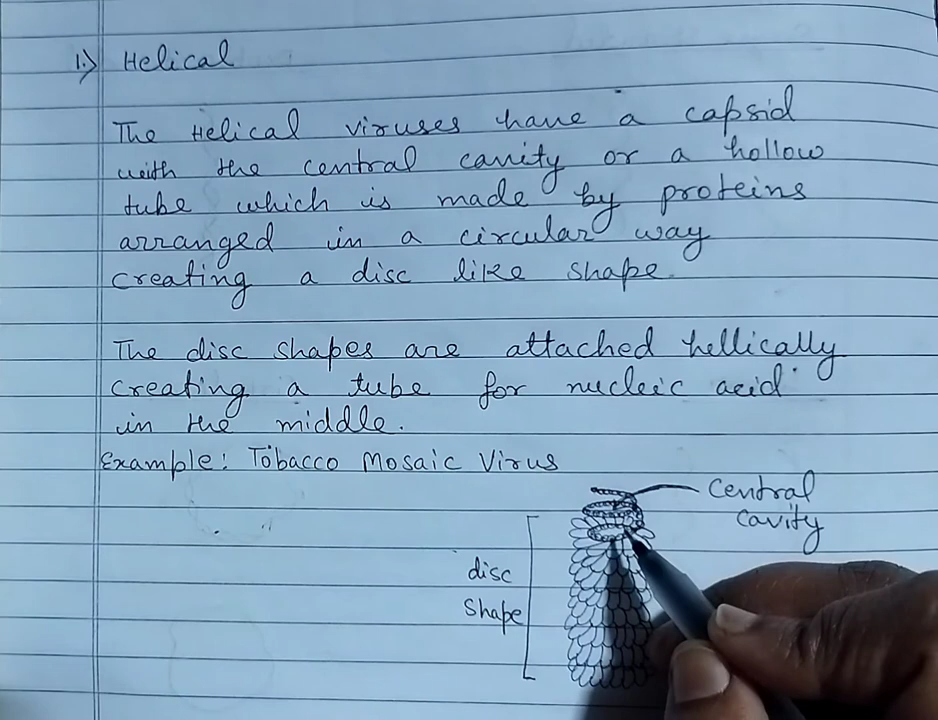 1.) Helical
The Helical viruses have a capsid
with the central cavity or a hollow
tube which is made by proteins
arranged in a circular way
creating a disc like shape.
The disc shapes are attached hellically
creating a tube for nucleic acid
in the middle.
Example: Tobacco Mosaic Virus
central
cavity
disc
shape